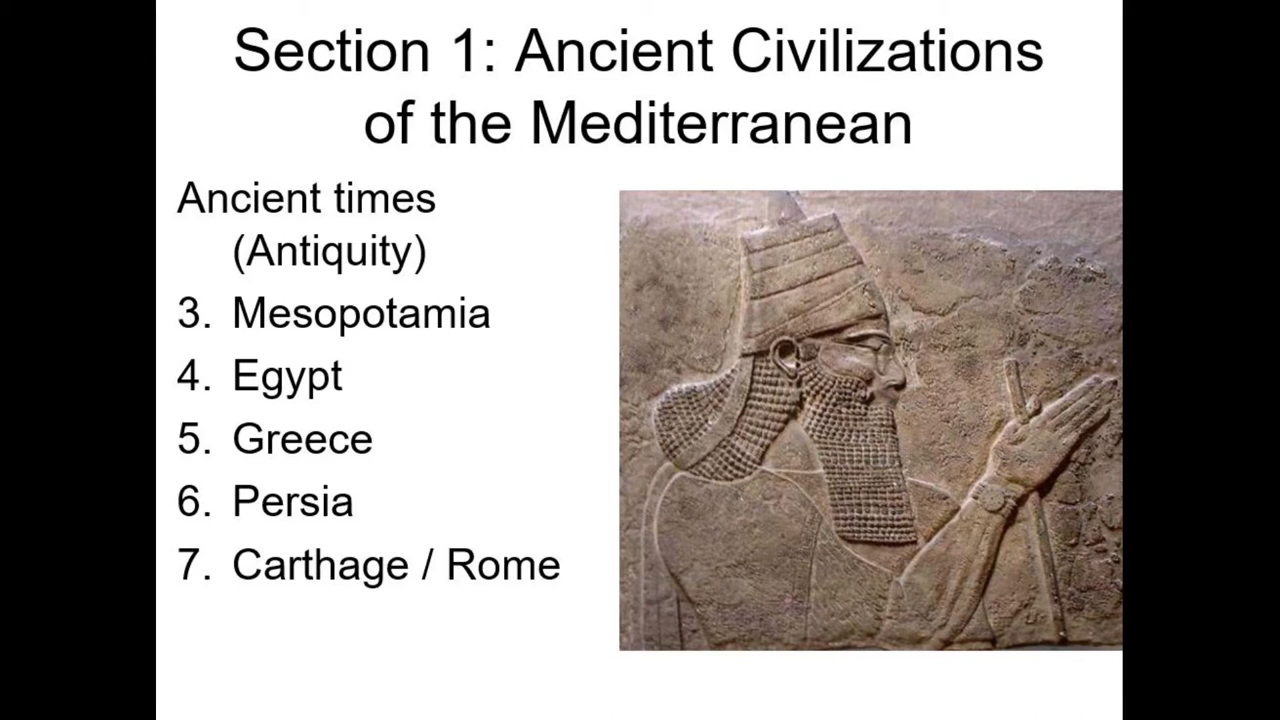 Section 1: Ancient Civilizations
of the Mediterranean
Ancient times
(Antiquity)
3. Mesopotamia
4. Egypt
5. Greece
6. Persia
7. Carthage / Rome